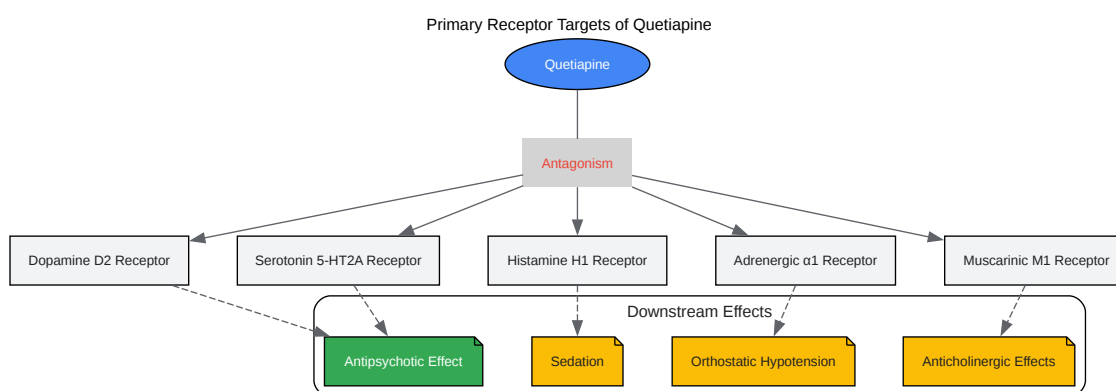 Primary Receptor Targets of Quetiapine
Quetiapine
Antagonism
Dopamine D2 Receptor
Serotonin 5-HT2A Receptor
Histamine H1 Receptor
Adrenergic α1 Receptor
Muscarinic M1 Receptor
Downstream Effects
Antipsychotic Effect
Sedation
Orthostatic Hypotension
Anticholinergic Effects